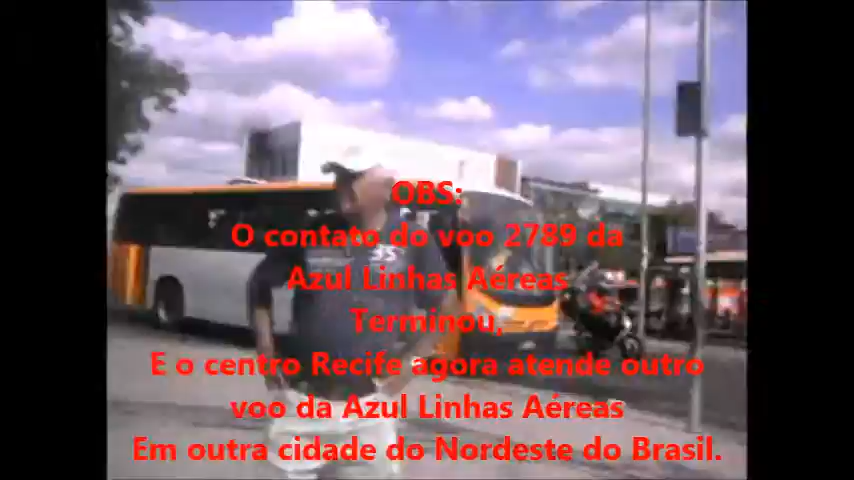 OBS:
O contato do voo 2789 da
Azul Linhas Aéreas
Terminou,
E o centro Recife agora atende outro
voo da Azul Linhas Aéreas
Em outra cidade do Nordeste do Brasil.